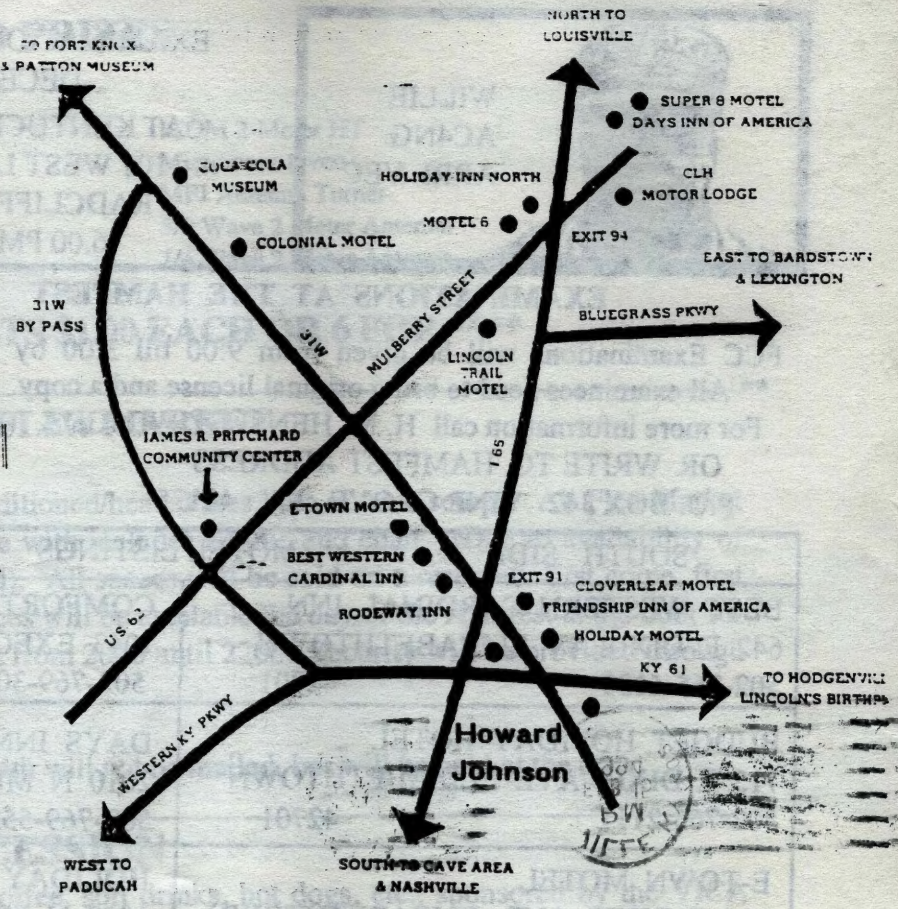 NORTH TO
LOUISVILLE
TO FORT KNOX
& PATTON MUSEUM
SUPER 8 MOTEL
DAYS INN OF AMERICA
COCA-COLA
MUSEUM
HOLIDAY INN NORTH
CLH
MOTOR LODGE
MOTEL 6
COLONIAL MOTEL
EXIT 94
EAST TO BARDSTOWN
& LEXINGTON
31W
BY PASS
31W
MULBERRY STREET
BLUEGRASS PKWY
LINCOLN
TRAIL
MOTEL
JAMES R. PRITCHARD
COMMUNITY CENTER
I 65
ETOWN MOTEL
BEST WESTERN
CARDINAL INN
RODEWAY INN
EXIT 91
CLOVERLEAF MOTEL
FRIENDSHIP INN OF AMERICA
HOLIDAY MOTEL
US 62
KY 61
TO HODGENVILL
LINCOLN'S BIRTHPL
WESTERN KY PKWY
Howard
Johnson
WEST TO
PADUCAH
SOUTH TO CAVE AREA
& NASHVILLE